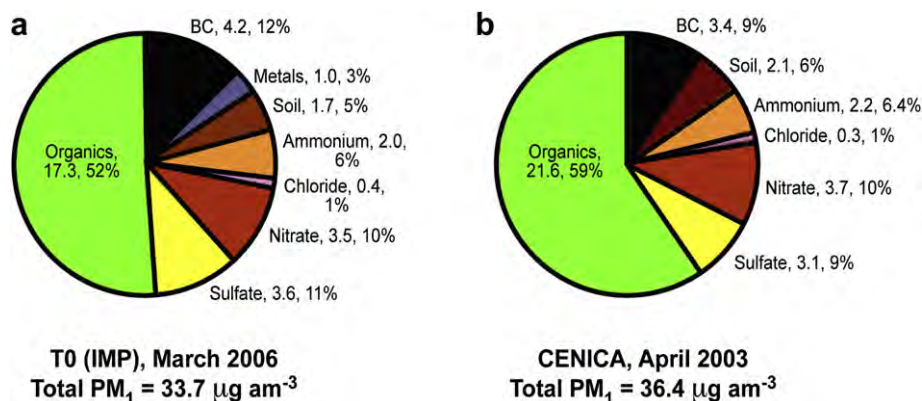 a
BC, 4.2, 12%
Metals, 1.0, 3%
Soil, 1.7, 5%
Ammonium, 2.0,
6%
Chloride, 0.4,
1%
Nitrate, 3.5, 10%
Sulfate, 3.6, 11%
Organics,
17.3, 52%
T0 (IMP), March 2006
Total PM₁ = 33.7 μg am⁻³
b
BC, 3.4, 9%
Soil, 2.1, 6%
Ammonium, 2.2, 6.4%
Chloride, 0.3, 1%
Nitrate, 3.7, 10%
Sulfate, 3.1, 9%
Organics,
21.6, 59%
CENICA, April 2003
Total PM₁ = 36.4 μg am⁻³